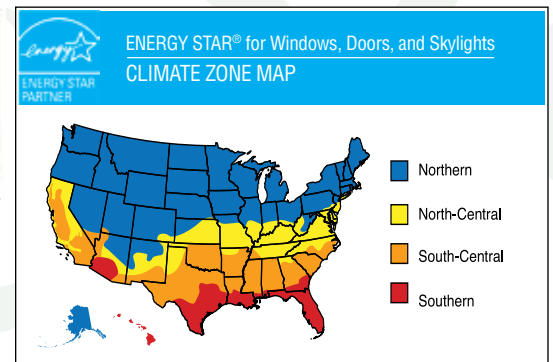 energy
ENERGY STAR
PARTNER
ENERGY STAR® for Windows, Doors, and Skylights
CLIMATE ZONE MAP
Northern
North-Central
South-Central
Southern